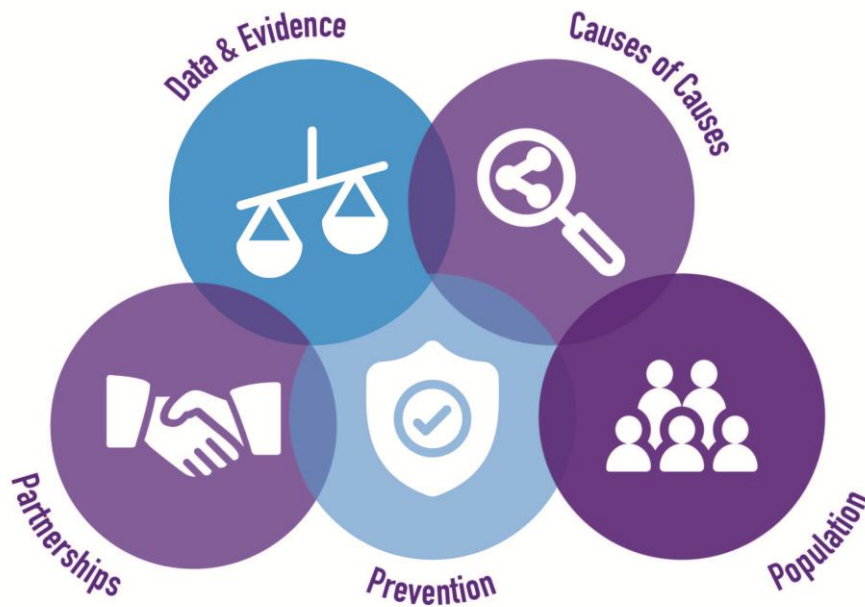 Data & Evidence
Causes of Causes
Partnerships
Prevention
Population